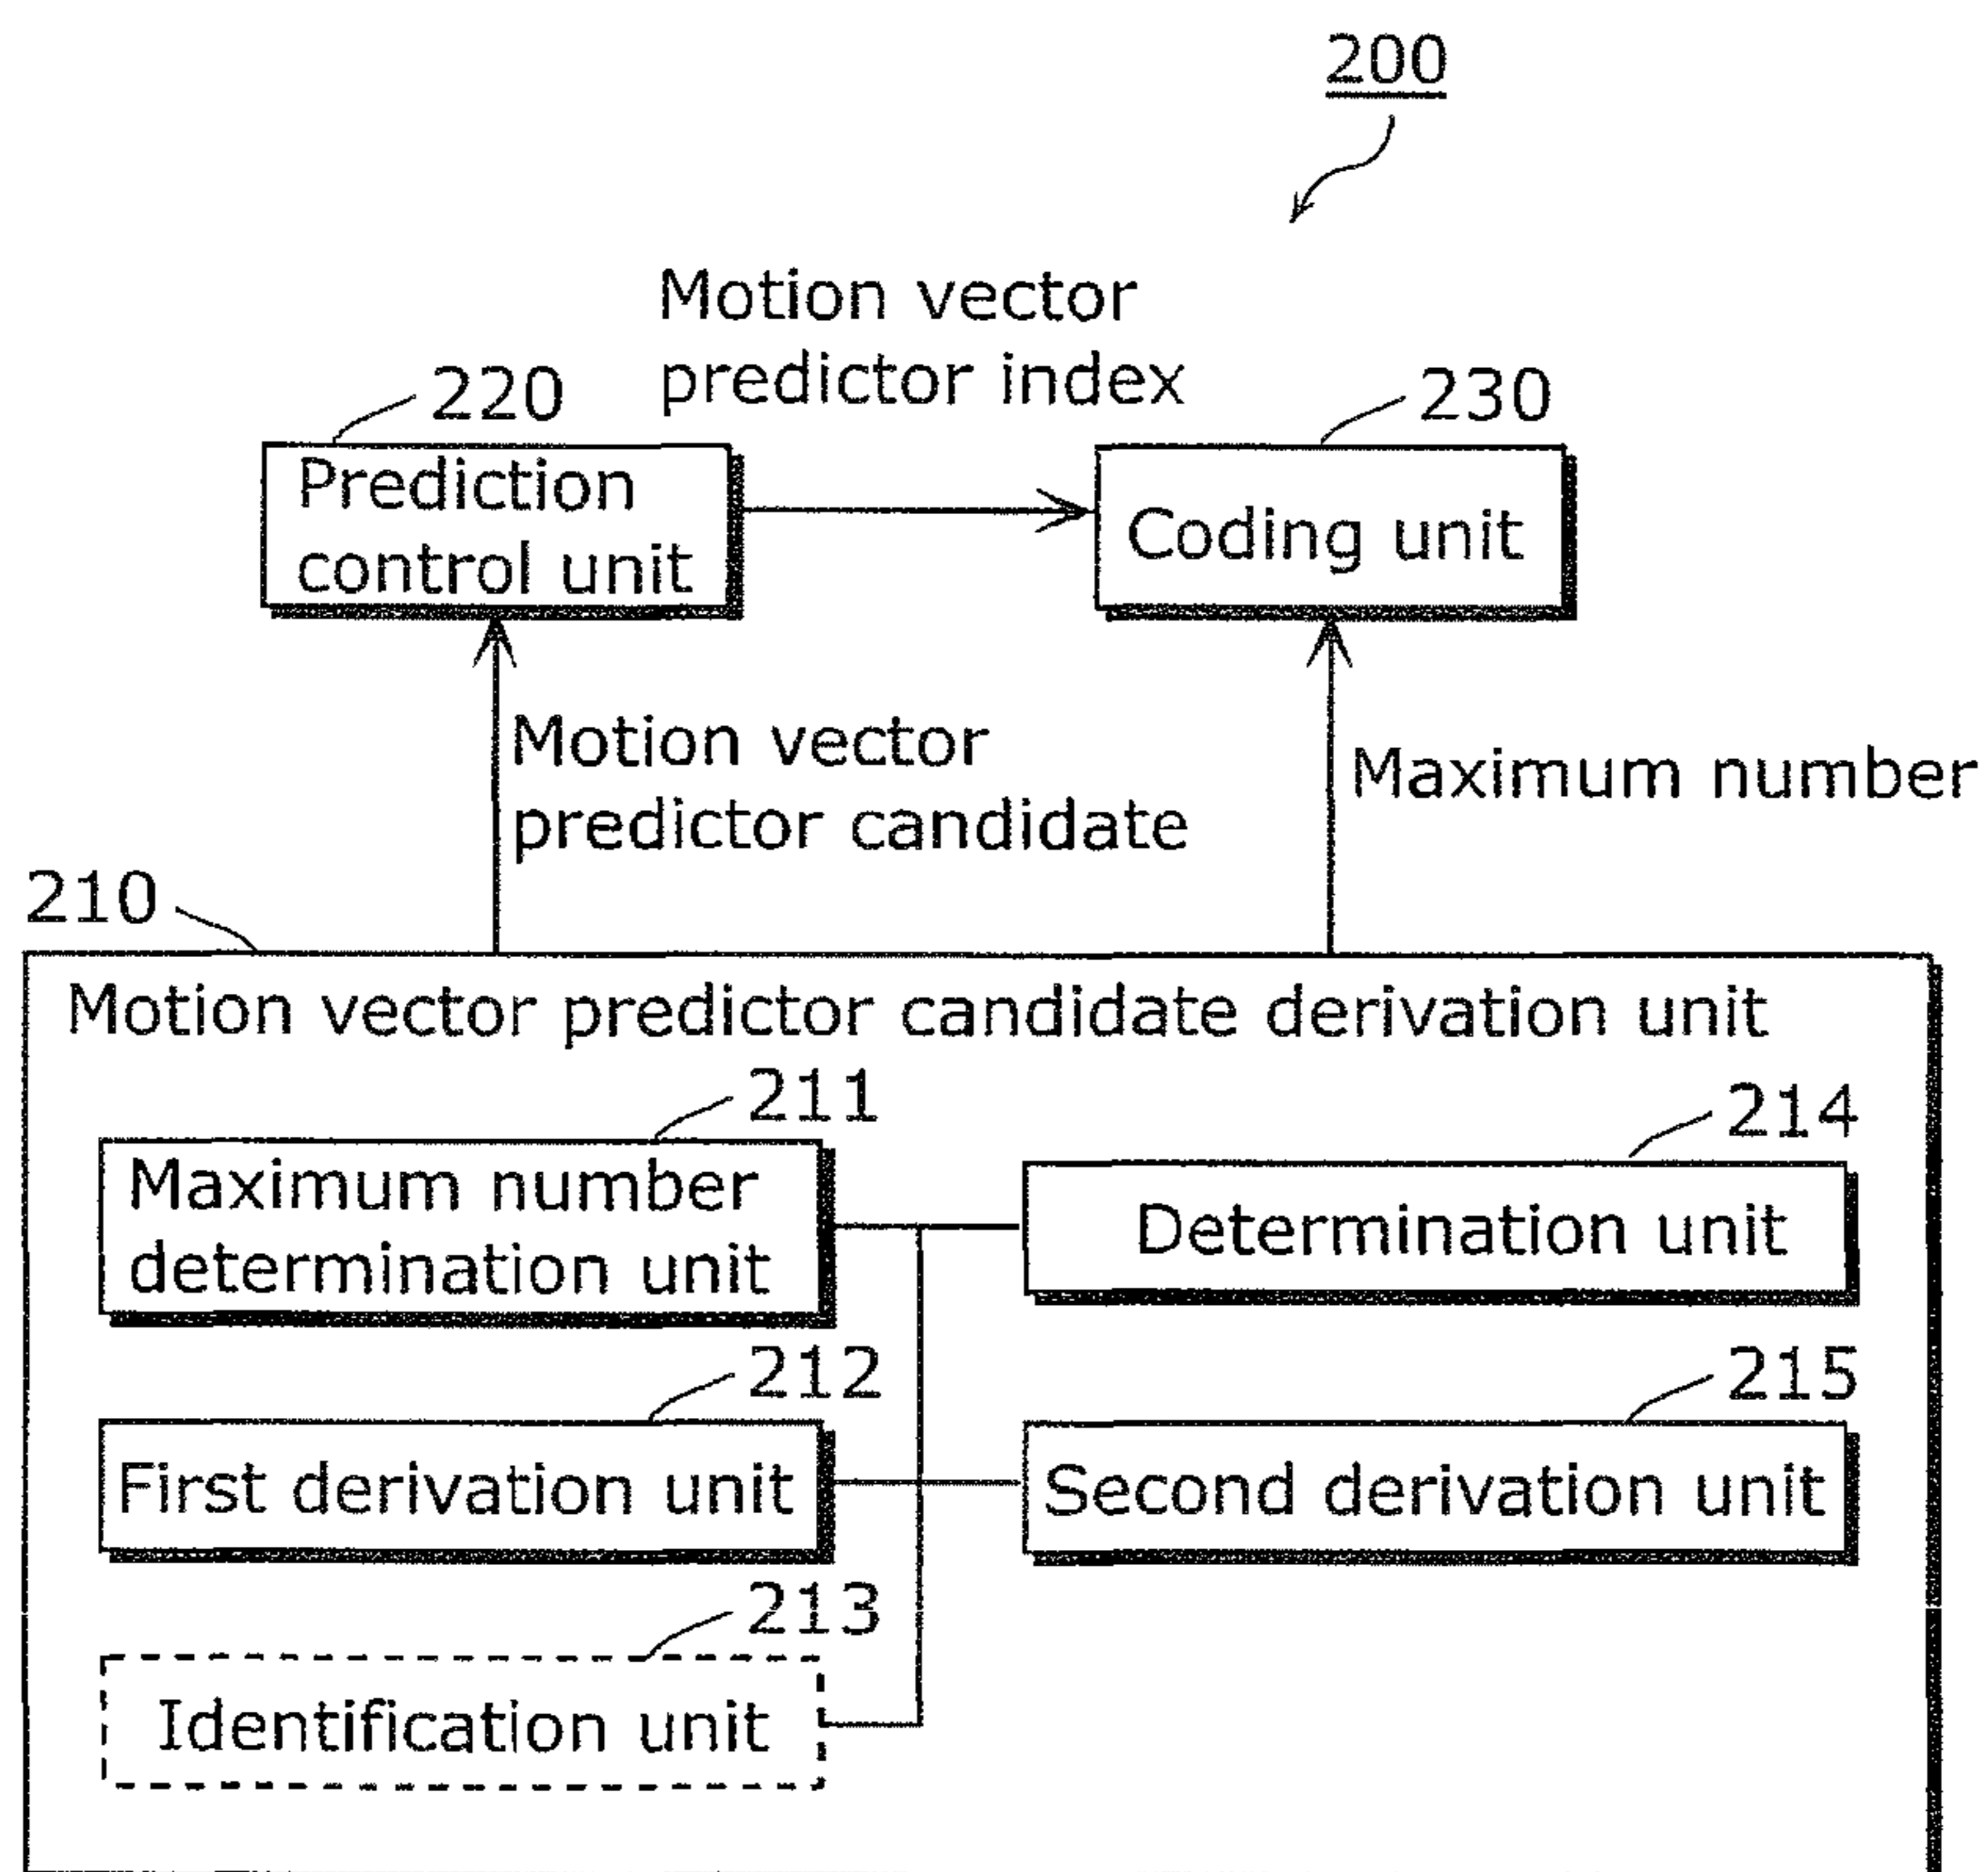 200
Motion vector
predictor index
220
230
Prediction
control unit
Coding unit
Motion vector
predictor candidate
Maximum number
210
Motion vector predictor candidate derivation unit
211
214
Maximum number
determination unit
Determination unit
212
215
First derivation unit
Second derivation unit
213
Identification unit